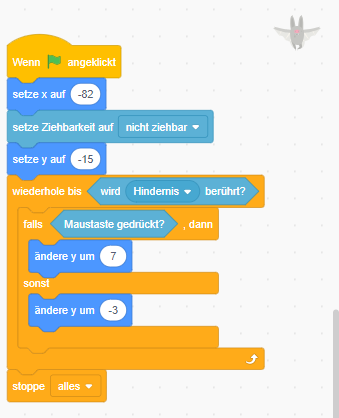 Wenn angeklickt
setze x auf -82
setze Ziehbarkeit auf nicht ziehbar
setze y auf -15
wiederhole bis wird Hindernis berührt?
falls Maustaste gedrückt? , dann
ändere y um 7
sonst
ändere y um -3
stoppe alles